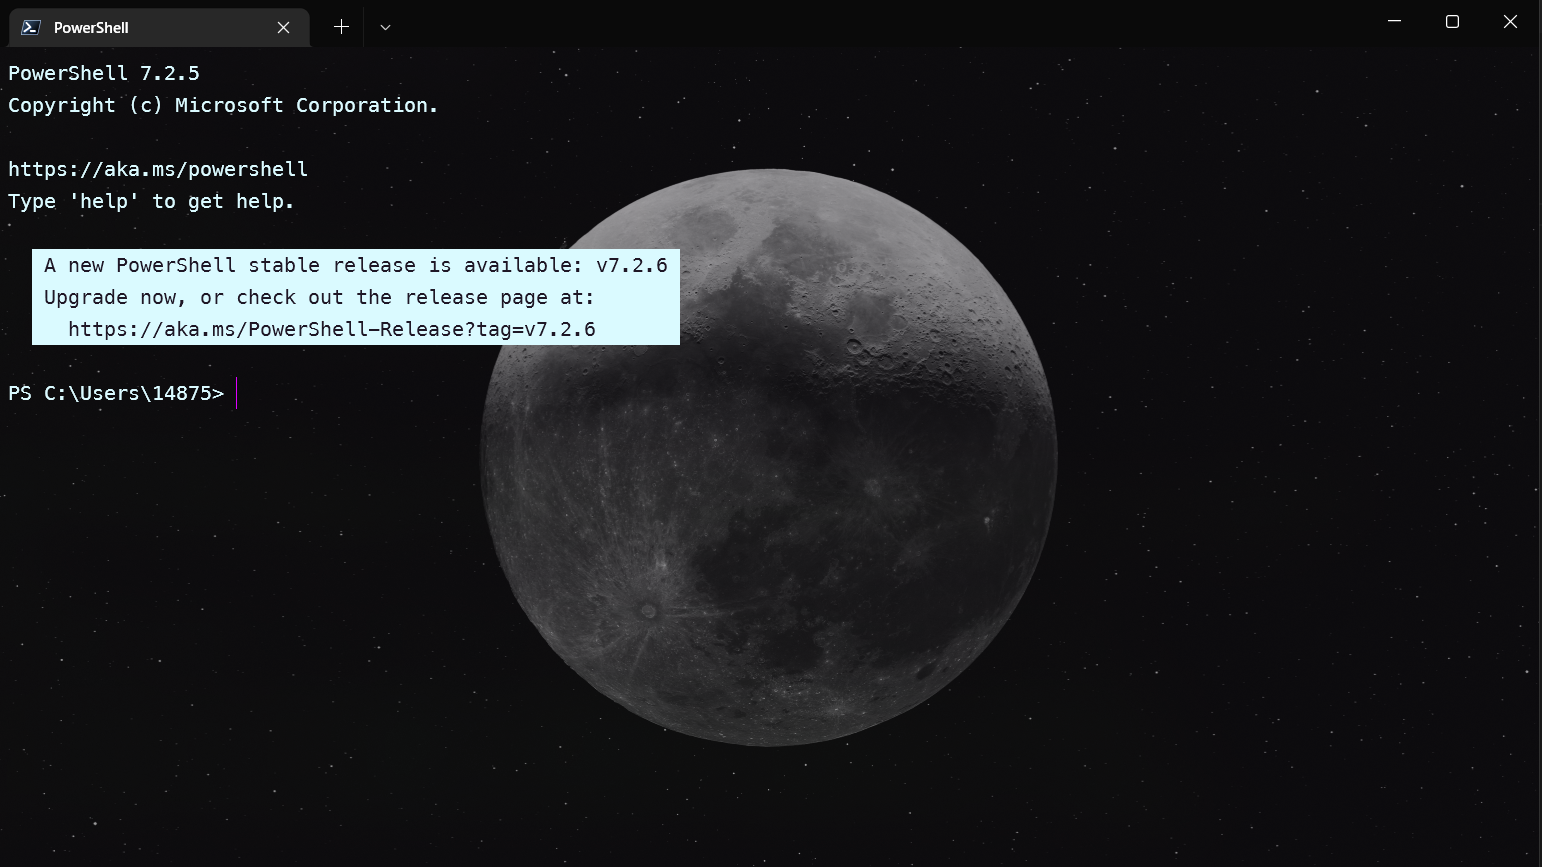 PowerShell
PowerShell 7.2.5
Copyright (c) Microsoft Corporation.
https://aka.ms/powershell
Type 'help' to get help.
A new PowerShell stable release is available: v7.2.6
Upgrade now, or check out the release page at:
https://aka.ms/PowerShell-Release?tag=v7.2.6
PS C:\Users\14875>